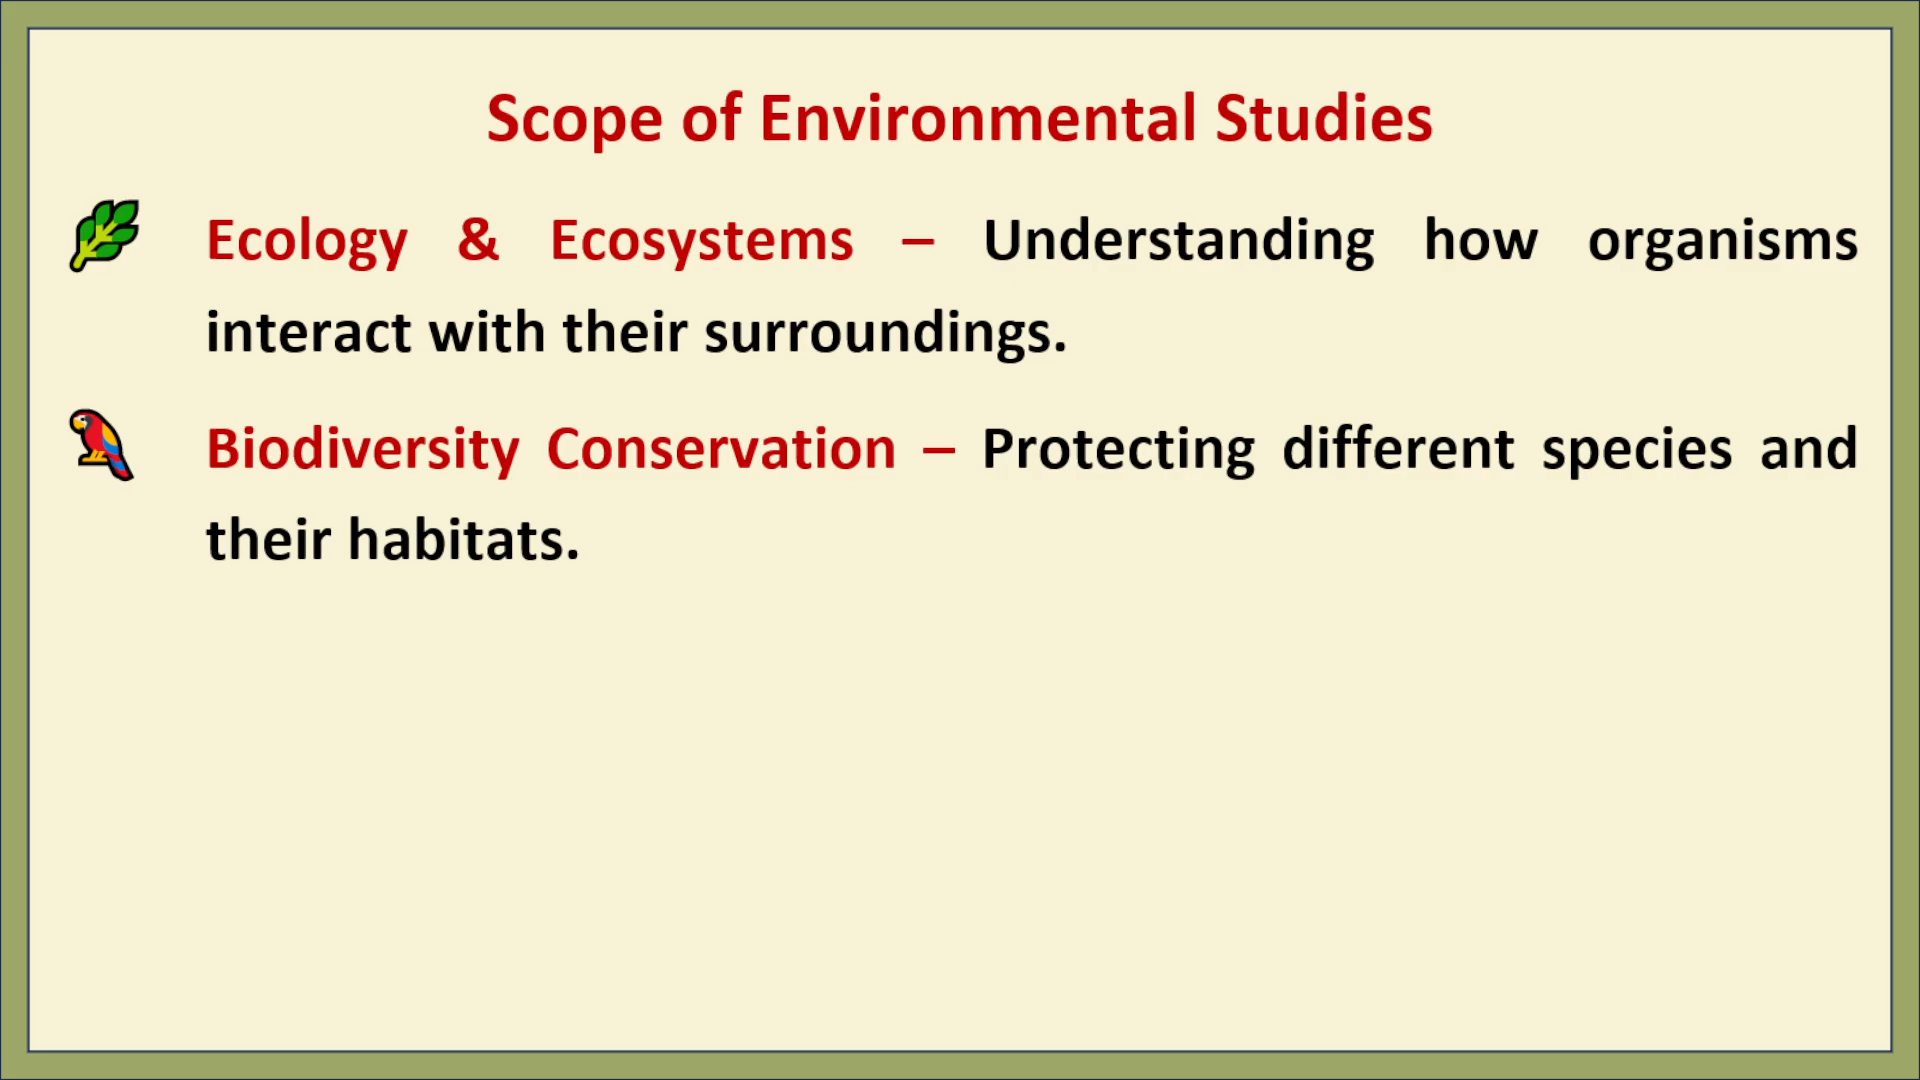 Scope of Environmental Studies
Ecology & Ecosystems – Understanding how organisms
interact with their surroundings.
Biodiversity Conservation – Protecting different species and
their habitats.